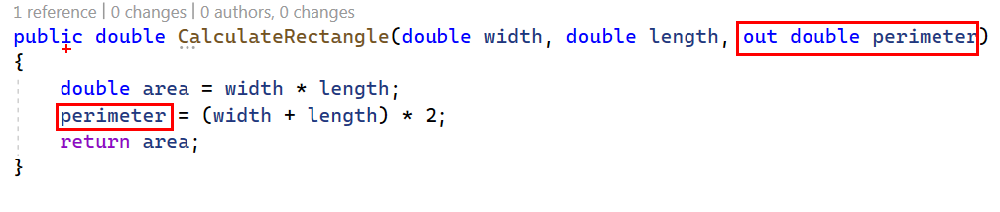 1 reference | 0 changes | 0 authors, 0 changes
public double CalculateRectangle(double width, double length, out double perimeter)
{
    double area = width * length;
    perimeter = (width + length) * 2;
    return area;
}